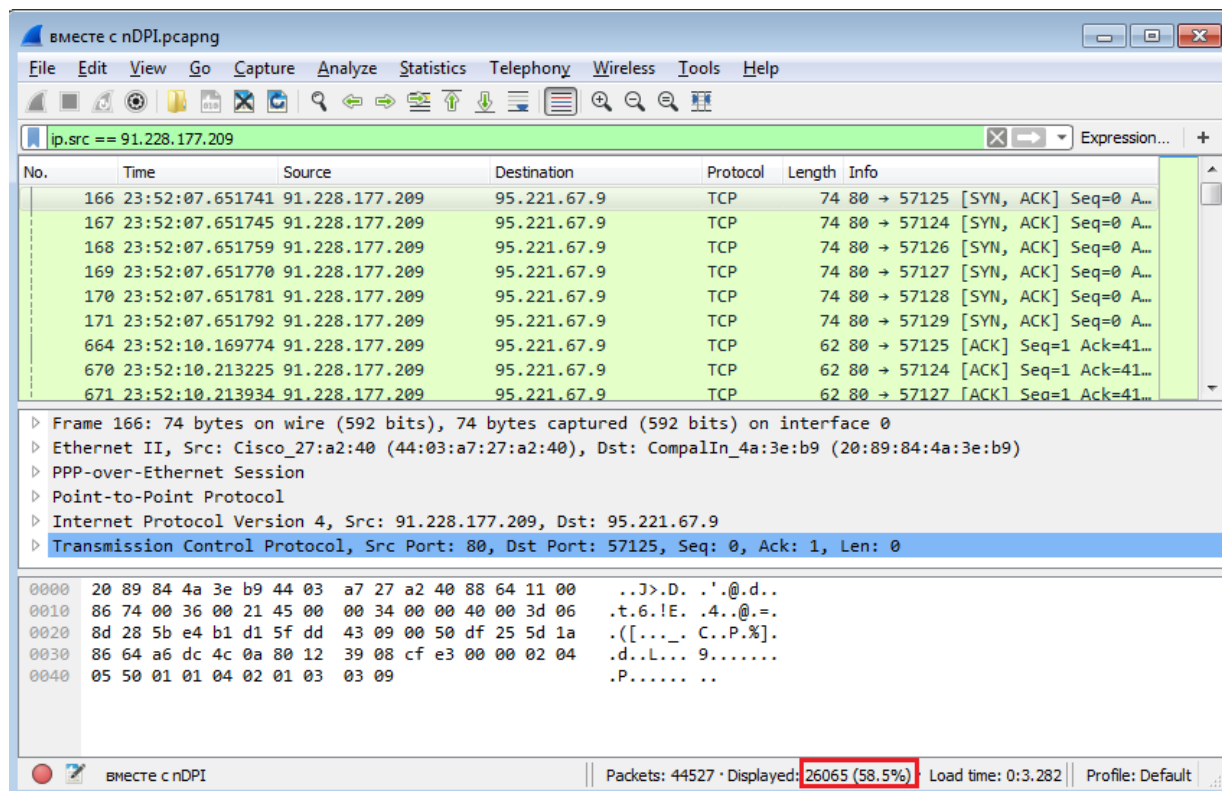 вместе с nDPI.pcapng
File Edit View Go Capture Analyze Statistics Telephony Wireless Tools Help
ip.src == 91.228.177.209 Expression... +
No. Time Source Destination Protocol Length Info
166 23:52:07.651741 91.228.177.209 95.221.67.9 TCP 74 80 → 57125 [SYN, ACK] Seq=0 A…
167 23:52:07.651745 91.228.177.209 95.221.67.9 TCP 74 80 → 57124 [SYN, ACK] Seq=0 A…
168 23:52:07.651759 91.228.177.209 95.221.67.9 TCP 74 80 → 57126 [SYN, ACK] Seq=0 A…
169 23:52:07.651770 91.228.177.209 95.221.67.9 TCP 74 80 → 57127 [SYN, ACK] Seq=0 A…
170 23:52:07.651781 91.228.177.209 95.221.67.9 TCP 74 80 → 57128 [SYN, ACK] Seq=0 A…
171 23:52:07.651792 91.228.177.209 95.221.67.9 TCP 74 80 → 57129 [SYN, ACK] Seq=0 A…
664 23:52:10.169774 91.228.177.209 95.221.67.9 TCP 62 80 → 57125 [ACK] Seq=1 Ack=41…
670 23:52:10.213225 91.228.177.209 95.221.67.9 TCP 62 80 → 57124 [ACK] Seq=1 Ack=41…
671 23:52:10.213934 91.228.177.209 95.221.67.9 TCP 62 80 → 57127 [ACK] Seq=1 Ack=41…
Frame 166: 74 bytes on wire (592 bits), 74 bytes captured (592 bits) on interface 0
Ethernet II, Src: Cisco_27:a2:40 (44:03:a7:27:a2:40), Dst: CompalIn_4a:3e:b9 (20:89:84:4a:3e:b9)
PPP-over-Ethernet Session
Point-to-Point Protocol
Internet Protocol Version 4, Src: 91.228.177.209, Dst: 95.221.67.9
Transmission Control Protocol, Src Port: 80, Dst Port: 57125, Seq: 0, Ack: 1, Len: 0
0000 20 89 84 4a 3e b9 44 03 a7 27 a2 40 88 64 11 00 ..J>.D. .'.@.d..
0010 86 74 00 36 00 21 45 00 00 34 00 00 40 00 3d 06 .t.6.!E. .4..@.=.
0020 8d 28 5b e4 b1 d1 5f dd 43 09 00 50 df 25 5d 1a .([..._. C..P.%].
0030 86 64 a6 dc 4c 0a 80 12 39 08 cf e3 00 00 02 04 .d..L... 9.......
0040 05 50 01 01 04 02 01 03 03 09 .P...... ..
вместе с nDPI Packets: 44527 · Displayed: 26065 (58.5%) · Load time: 0:3.282 Profile: Default